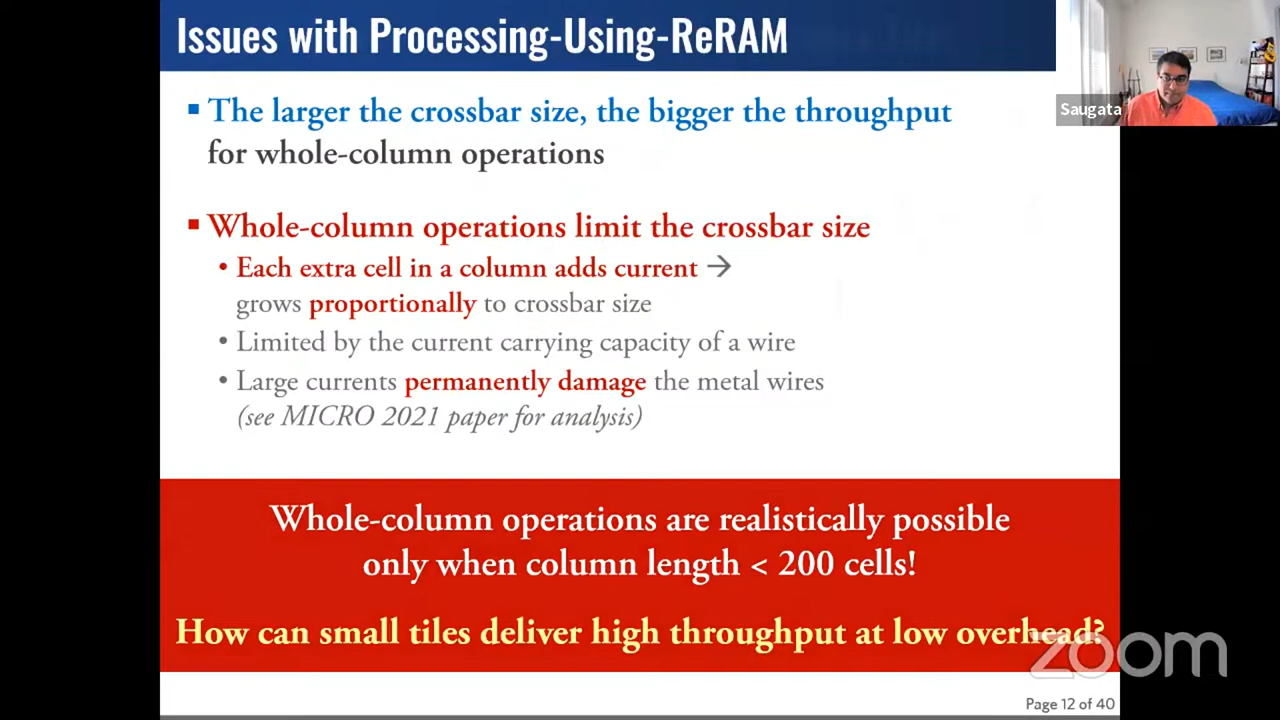 Issues with Processing-Using-ReRAM
Saugata
▪ The larger the crossbar size, the bigger the throughput
for whole-column operations
▪ Whole-column operations limit the crossbar size
• Each extra cell in a column adds current →
grows proportionally to crossbar size
• Limited by the current carrying capacity of a wire
• Large currents permanently damage the metal wires
(see MICRO 2021 paper for analysis)
Whole-column operations are realistically possible
only when column length < 200 cells!
How can small tiles deliver high throughput at low overhead?
zoom
Page 12 of 40